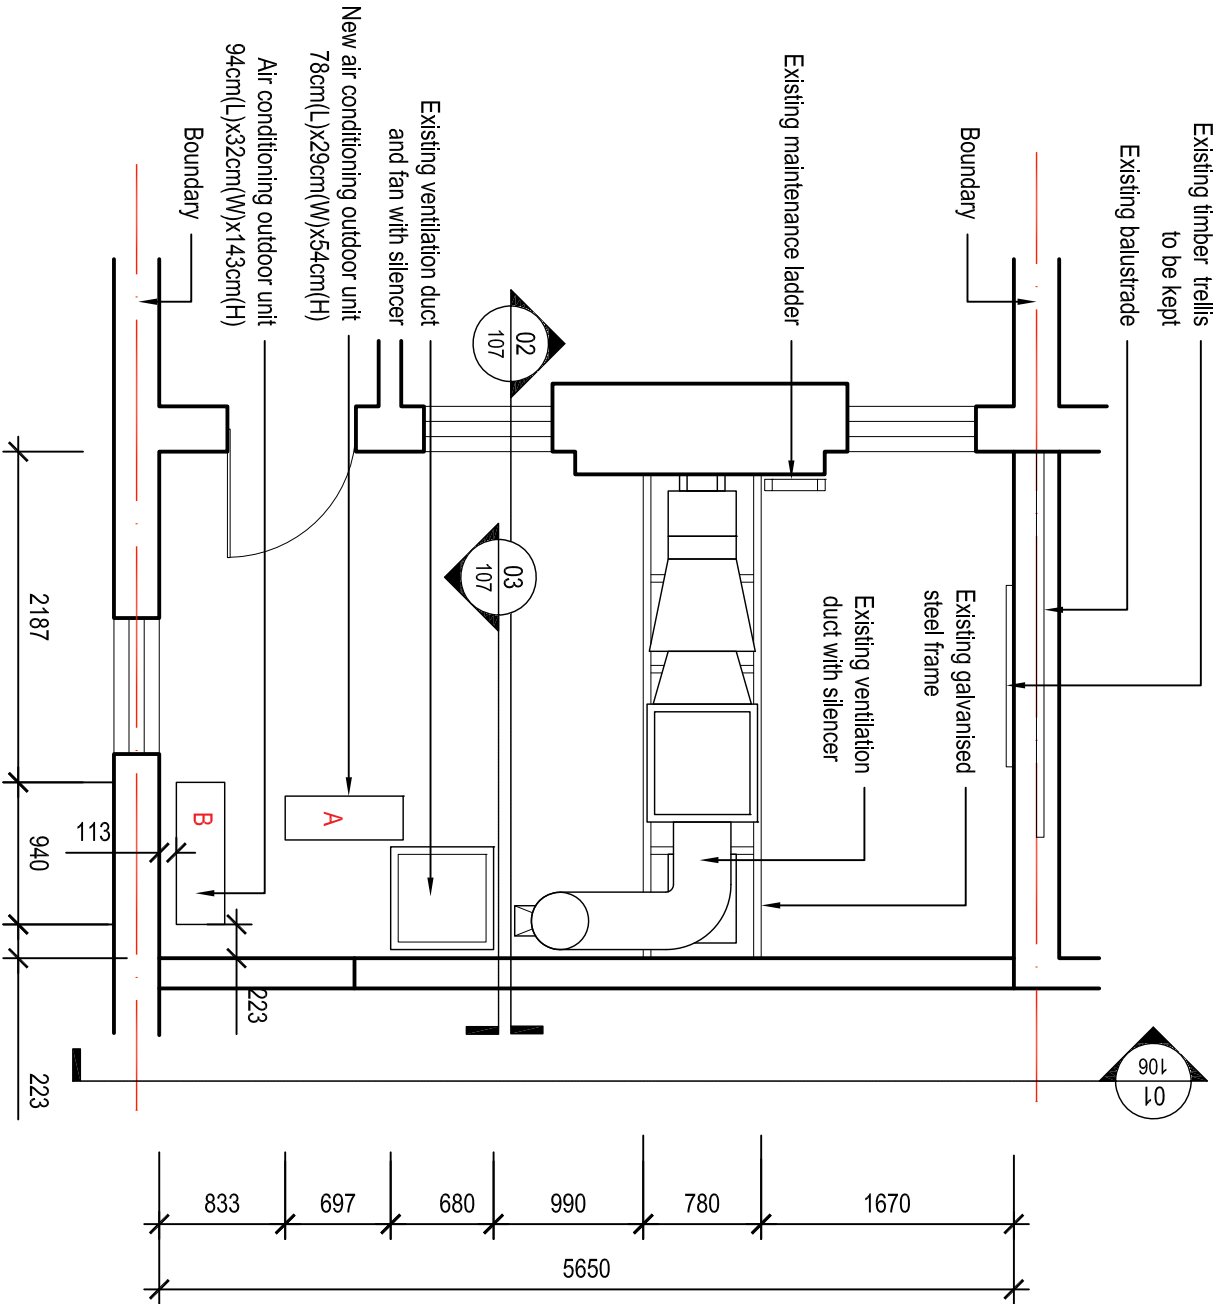 Existing timber trellis
to be kept
Existing balustrade
Boundary
Existing maintenance ladder
Existing ventilation duct
and fan with silencer
New air conditioning outdoor unit
78cm(L)x29cm(W)x54cm(H)
Air conditioning outdoor unit
94cm(L)x32cm(W)x143cm(H)
Boundary
02
107
03
107
Existing galvanised
steel frame
Existing ventilation
duct with silencer
A
B
113
223
2187
940
223
01
106
833
697
680
990
780
1670
5650